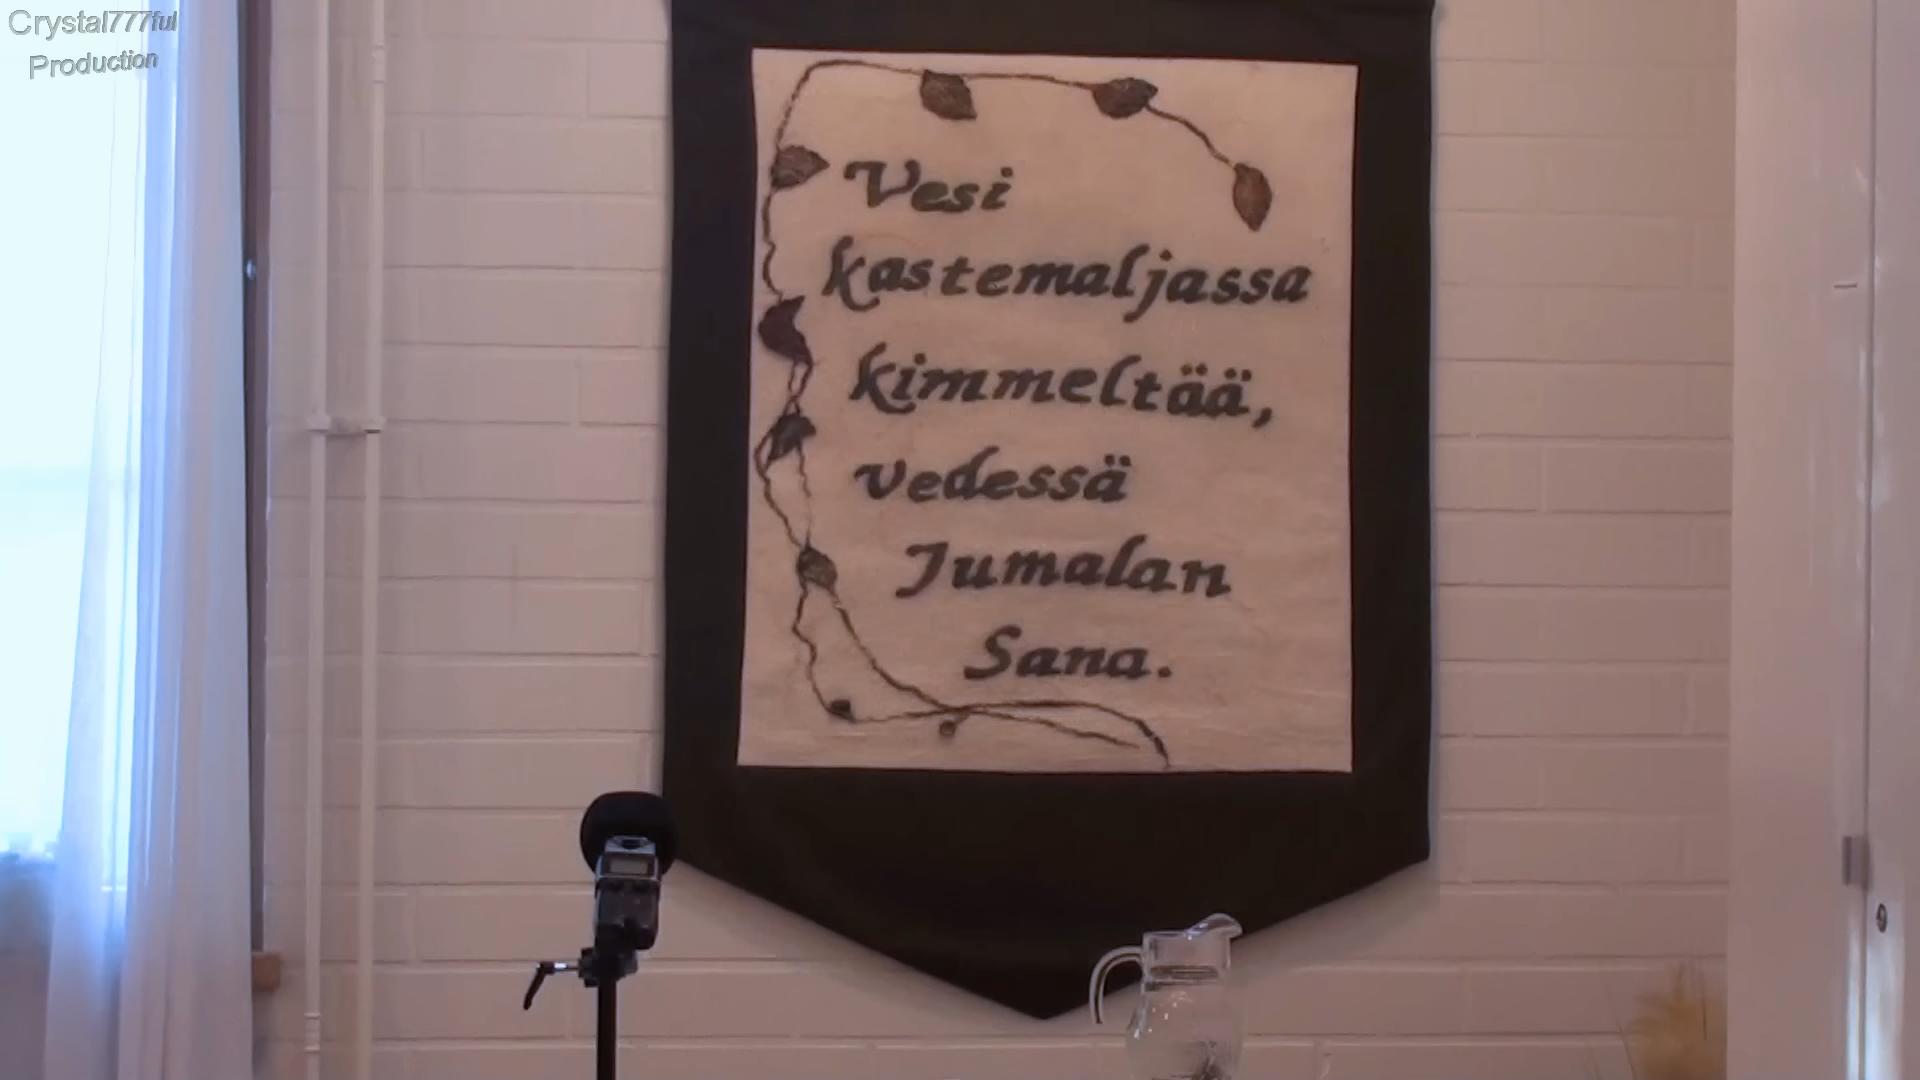 Crystal777ful
Production
Vesi
kastemaljassa
kimmeltää,
vedessä
Jumalan
Sana.